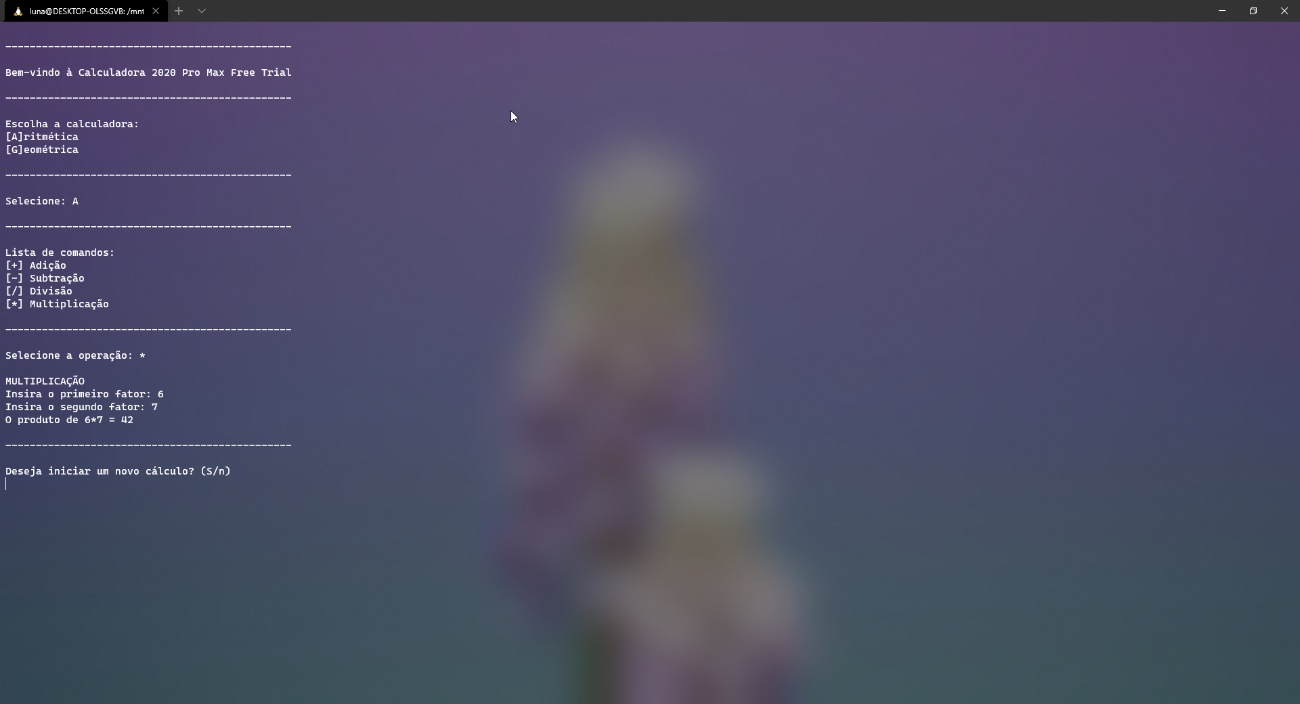 luna@DESKTOP-OLSSGVB: /mnt
----------------------------------------------- 
Bem-vindo à Calculadora 2020 Pro Max Free Trial
-----------------------------------------------
Escolha a calculadora:
[A]ritmética
[G]eométrica
-----------------------------------------------
Selecione: A
-----------------------------------------------
Lista de comandos:
[+] Adição
[-] Subtração
[/] Divisão
[*] Multiplicação
-----------------------------------------------
Selecione a operação: *
MULTIPLICAÇÃO
Insira o primeiro fator: 6
Insira o segundo fator: 7
O produto de 6*7 = 42
-----------------------------------------------
Deseja iniciar um novo cálculo? (S/n)